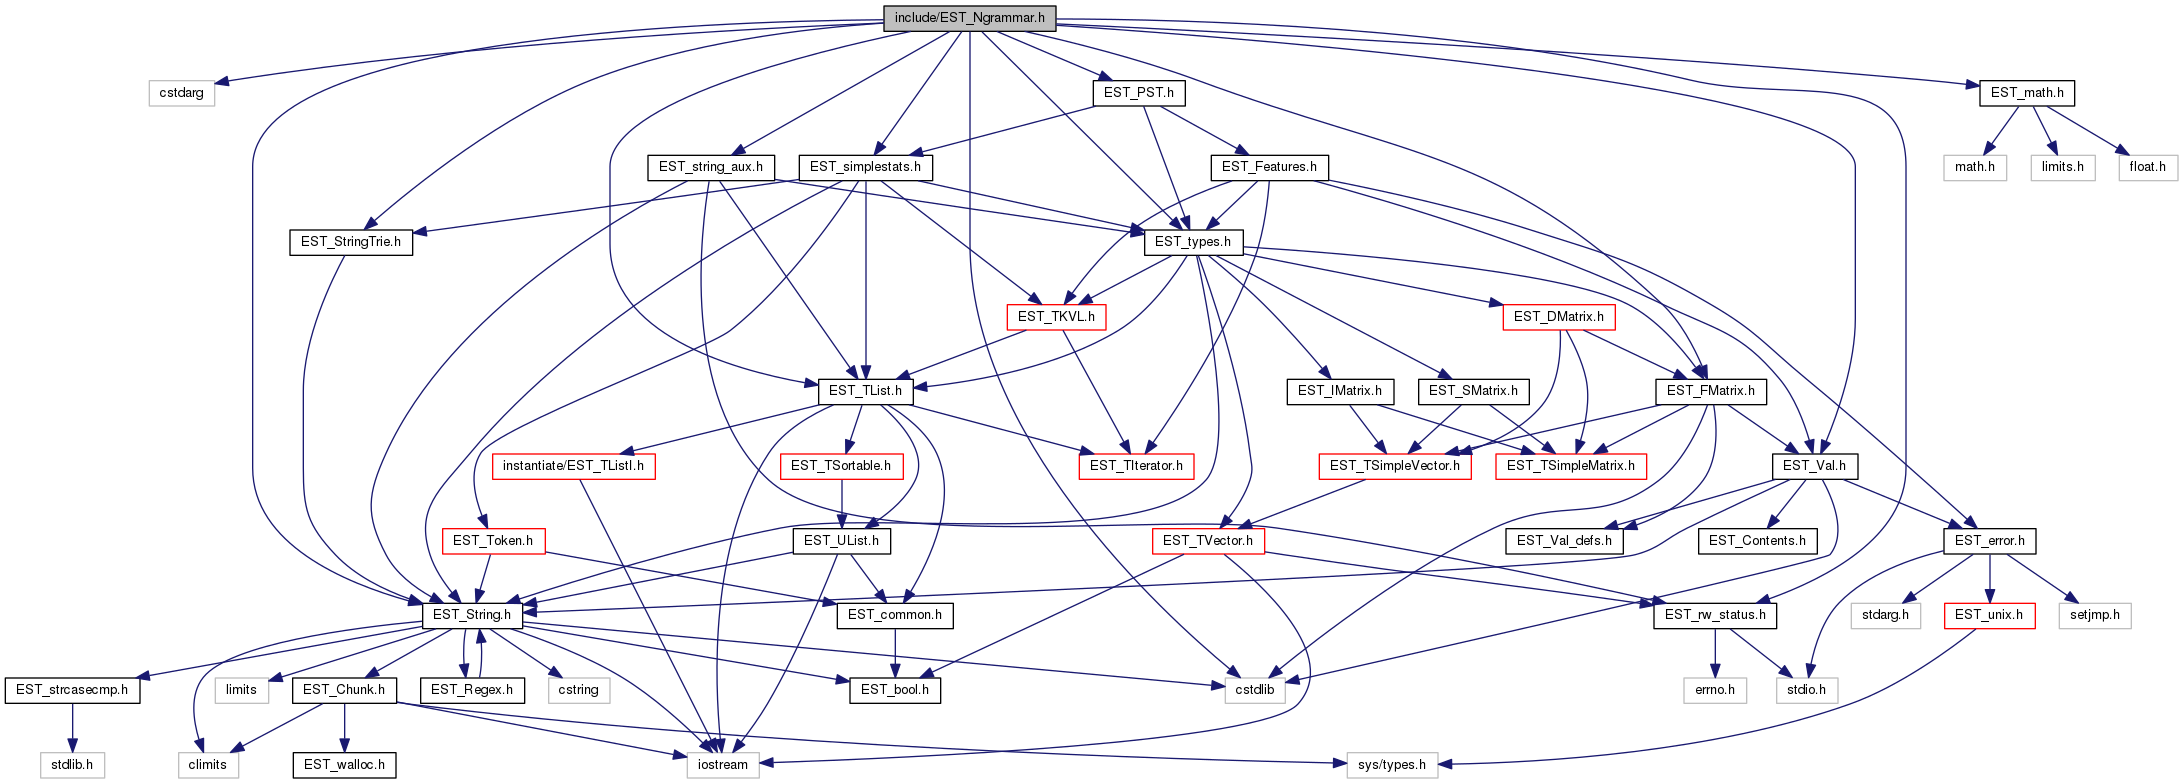 include/EST_Ngrammar.h
cstdarg
EST_PST.h
EST_math.h
EST_string_aux.h
EST_simplestats.h
EST_Features.h
math.h
limits.h
float.h
EST_StringTrie.h
EST_types.h
EST_TKVL.h
EST_DMatrix.h
EST_TList.h
EST_IMatrix.h
EST_SMatrix.h
EST_FMatrix.h
instantiate/EST_TListI.h
EST_TSortable.h
EST_TIterator.h
EST_TSimpleVector.h
EST_TSimpleMatrix.h
EST_Val.h
EST_Token.h
EST_UList.h
EST_TVector.h
EST_Val_defs.h
EST_Contents.h
EST_error.h
EST_String.h
EST_common.h
EST_rw_status.h
stdarg.h
EST_unix.h
setjmp.h
EST_strcasecmp.h
limits
EST_Chunk.h
EST_Regex.h
cstring
EST_bool.h
cstdlib
errno.h
stdio.h
stdlib.h
climits
EST_walloc.h
iostream
sys/types.h